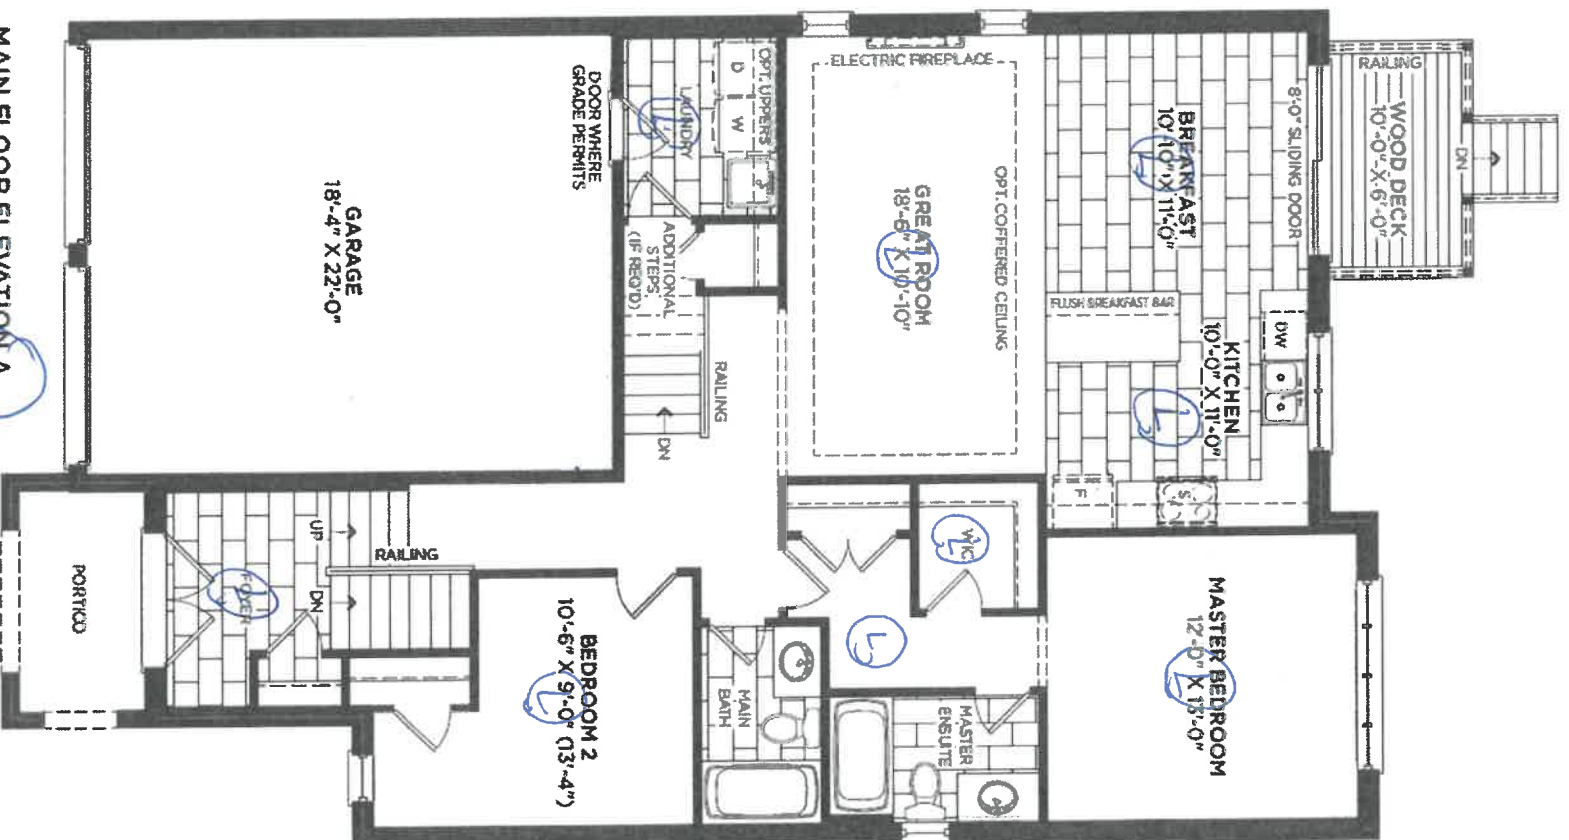 MAIN FLOOR ELEVATION A
WOOD DECK
10'-0" X 6'-0"
RAILING
DN
8'-0" SLIDING DOOR
BREAKFAST
10'-10" X 11'-0"
FLUSH BREAKFAST BAR
KITCHEN
10'-0" X 11'-0"
DW
F
ELECTRIC FIREPLACE
OPT. COFFERED CEILING
GREAT ROOM
18'-6" X 10'-10"
OPT. UPPERS
D
W
LAUNDRY
DOOR WHERE
GRADE PERMITS
ADDITIONAL
STEPS
(IF REQ'D)
RAILING
DN
GARAGE
18'-4" X 22'-0"
MASTER BEDROOM
12'-0" X 13'-0"
WIC
MASTER
ENSUITE
MAIN
BATH
BEDROOM 2
10'-6" X 9'-0" (13'-4")
RAILING
UP
DN
FOYER
PORTICO
L
L
L
L
L
L
L
L
L